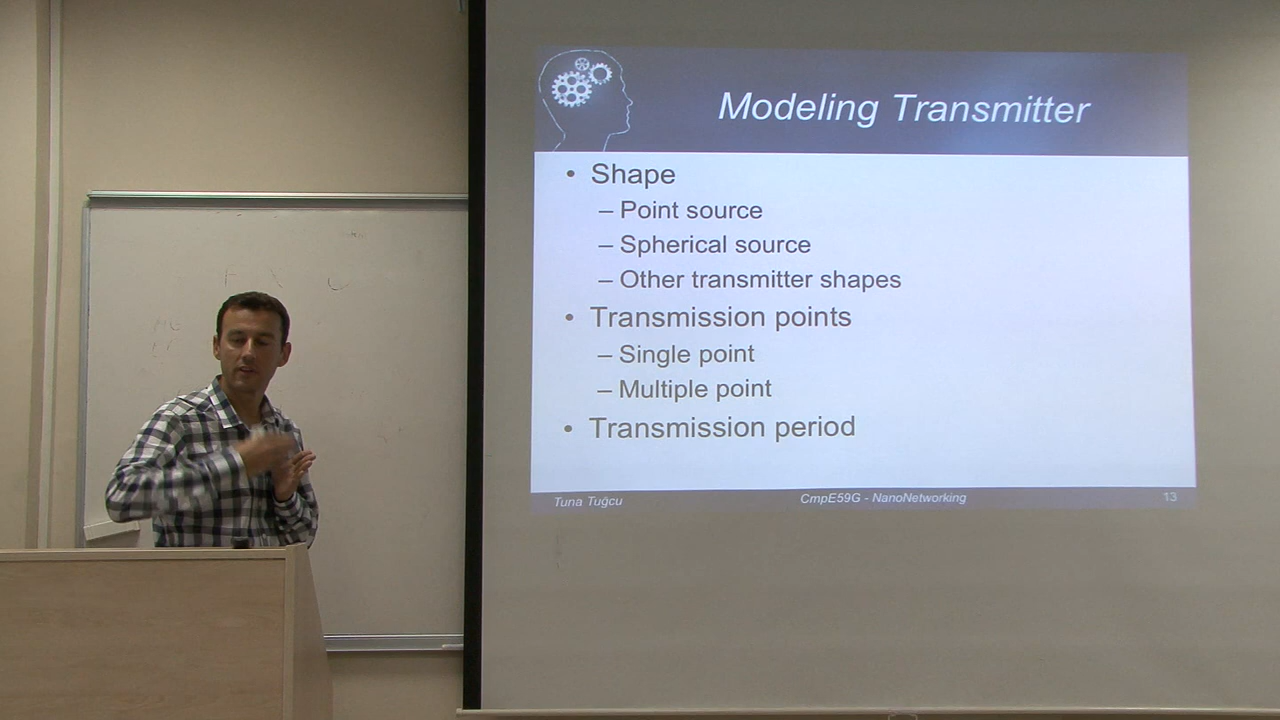 Modeling Transmitter
• Shape
– Point source
– Spherical source
– Other transmitter shapes
• Transmission points
– Single point
– Multiple point
• Transmission period
Tuna Tuğcu CmpE59G - NanoNetworking 13